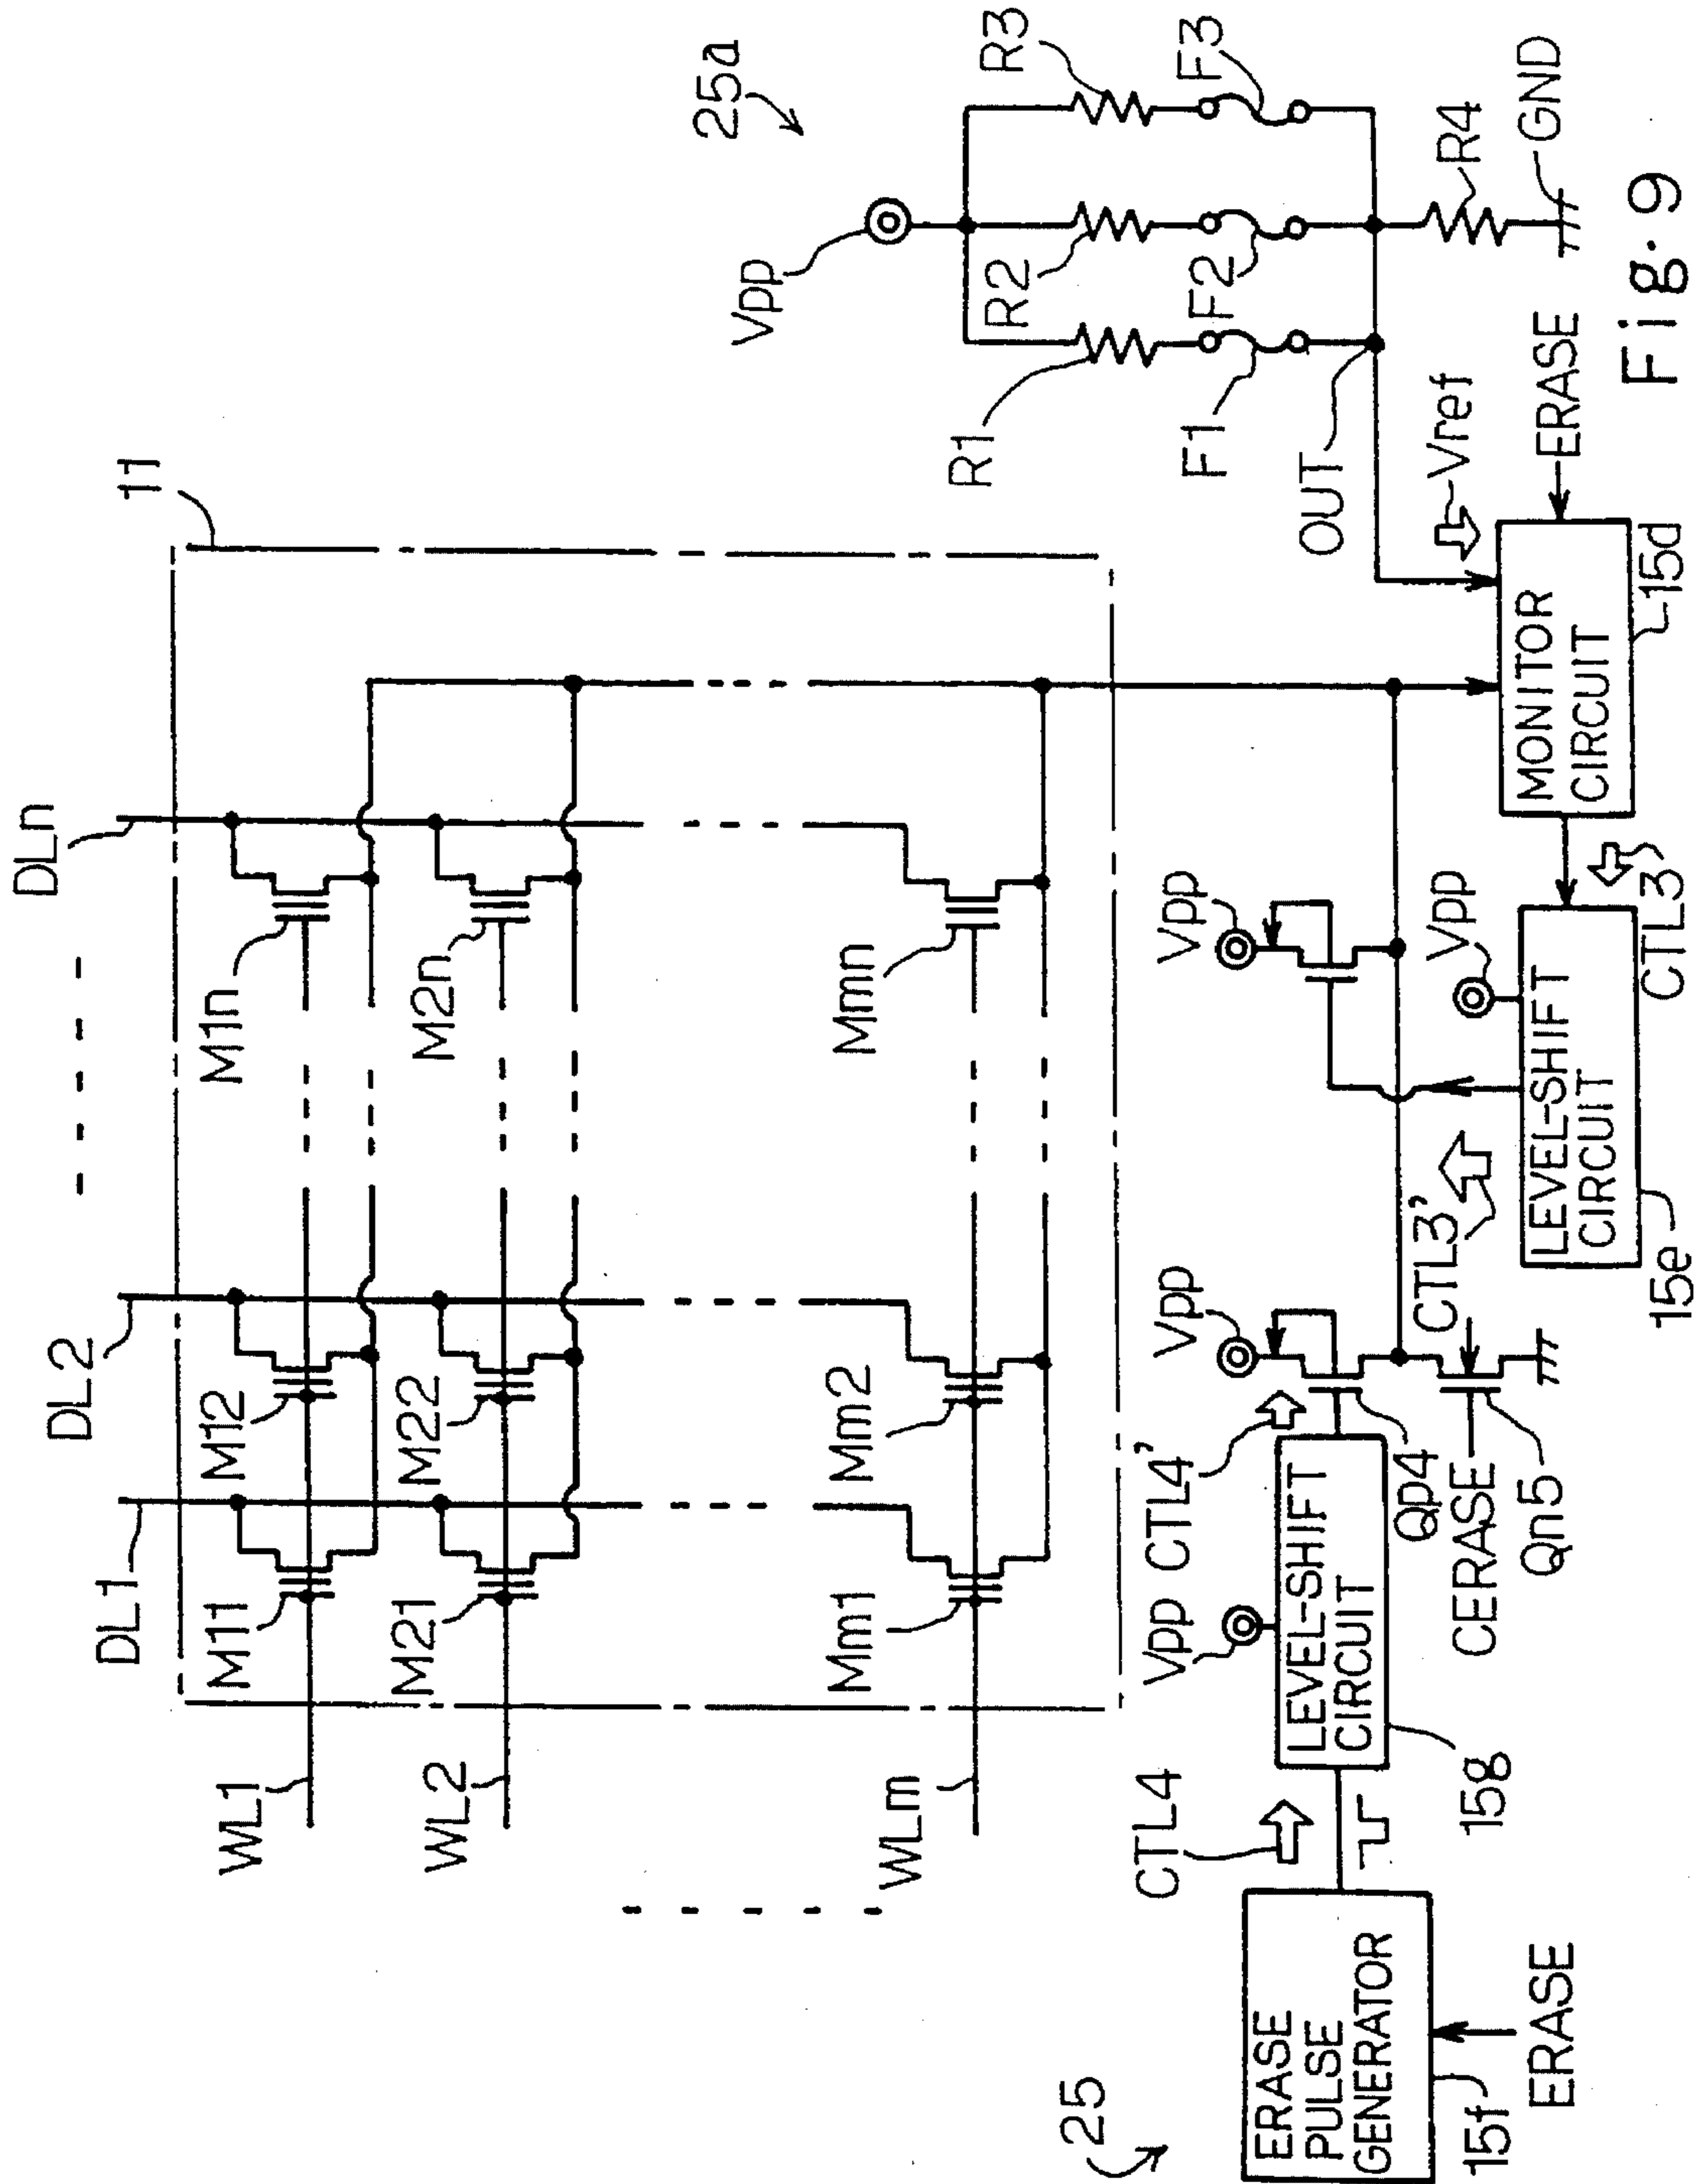 DL1
DL2
DLn
11
WL1
M11
M12
M1n
WL2
M21
M22
M2n
WLm
Mm1
Mm2
Mmn
25a
Vpp
R1
R2
R3
F1
F2
F3
OUT
R4
GND
Vref
ERASE
MONITOR
CIRCUIT
15d
CTL3
Vpp
LEVEL-SHIFT
CIRCUIT
15e
CTL3'
Vpp
Vpp
CTL4'
Qp4
CERASE
Qn5
Vpp
LEVEL-SHIFT
CIRCUIT
15g
CTL4
25
ERASE
PULSE
GENERATOR
15f
ERASE
Fig. 9